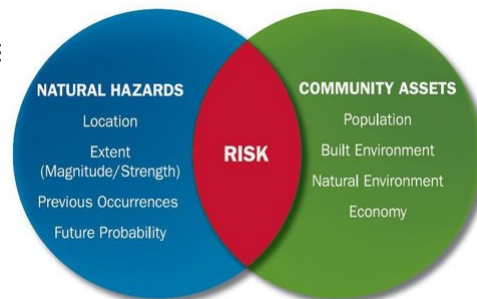 NATURAL HAZARDS
Location
Extent
(Magnitude/Strength)
Previous Occurrences
Future Probability
RISK
COMMUNITY ASSETS
Population
Built Environment
Natural Environment
Economy